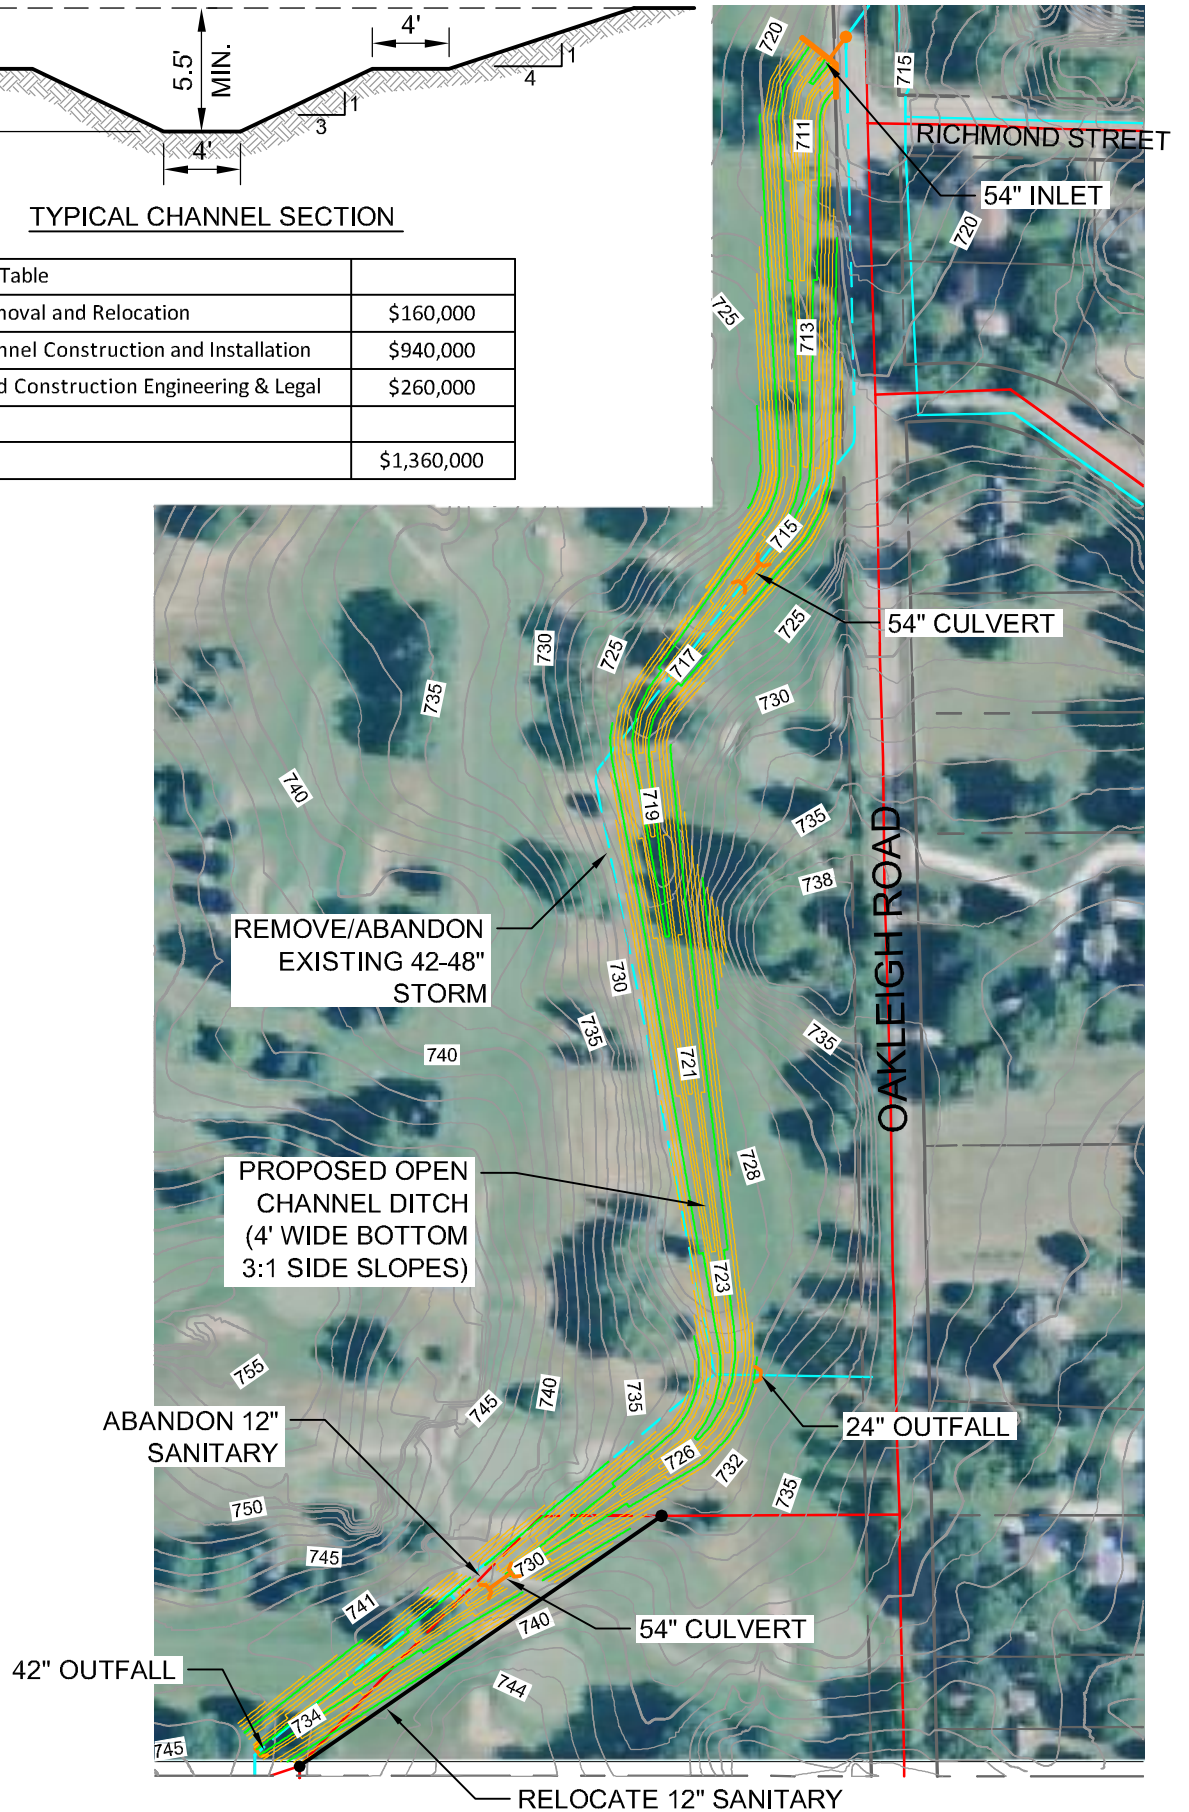 4'
5.5'
MIN.
1
4
1
3
4'
TYPICAL CHANNEL SECTION
Table
noval and Relocation $160,000
nnel Construction and Installation $940,000
d Construction Engineering & Legal $260,000
$1,360,000
720
715
711
RICHMOND STREET
54" INLET
720
725
713
715
54" CULVERT
725
730
725
717
735
730
740
719
735
OAKLEIGH ROAD
738
REMOVE/ABANDON
EXISTING 42-48"
STORM
730
735
735
740
721
PROPOSED OPEN
CHANNEL DITCH
(4' WIDE BOTTOM
3:1 SIDE SLOPES)
728
723
755
740
735
745
ABANDON 12"
SANITARY
24" OUTFALL
726
732
735
750
745
730
741
740
54" CULVERT
42" OUTFALL
744
734
745
RELOCATE 12" SANITARY